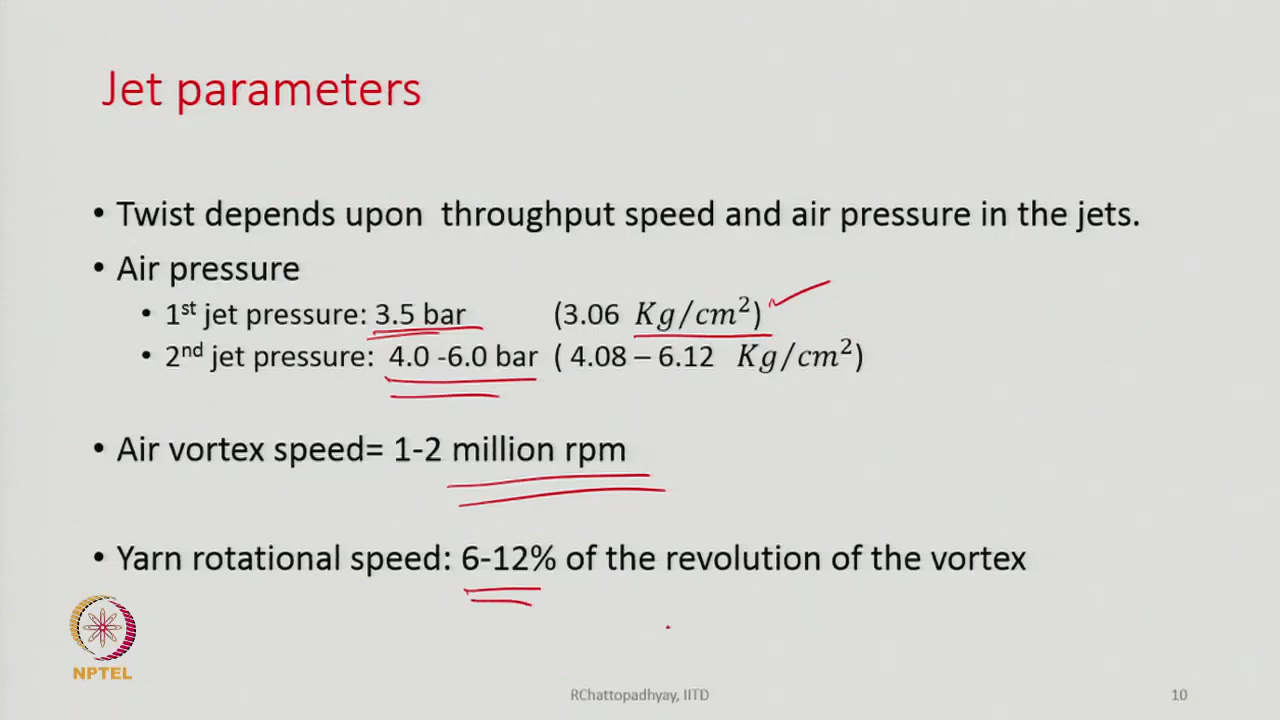 Jet parameters
• Twist depends upon throughput speed and air pressure in the jets.
• Air pressure
• 1st jet pressure: 3.5 bar (3.06 Kg/cm²)
• 2nd jet pressure: 4.0 -6.0 bar ( 4.08 – 6.12 Kg/cm²)
• Air vortex speed= 1-2 million rpm
• Yarn rotational speed: 6-12% of the revolution of the vortex
NPTEL
RChattopadhyay, IITD
10